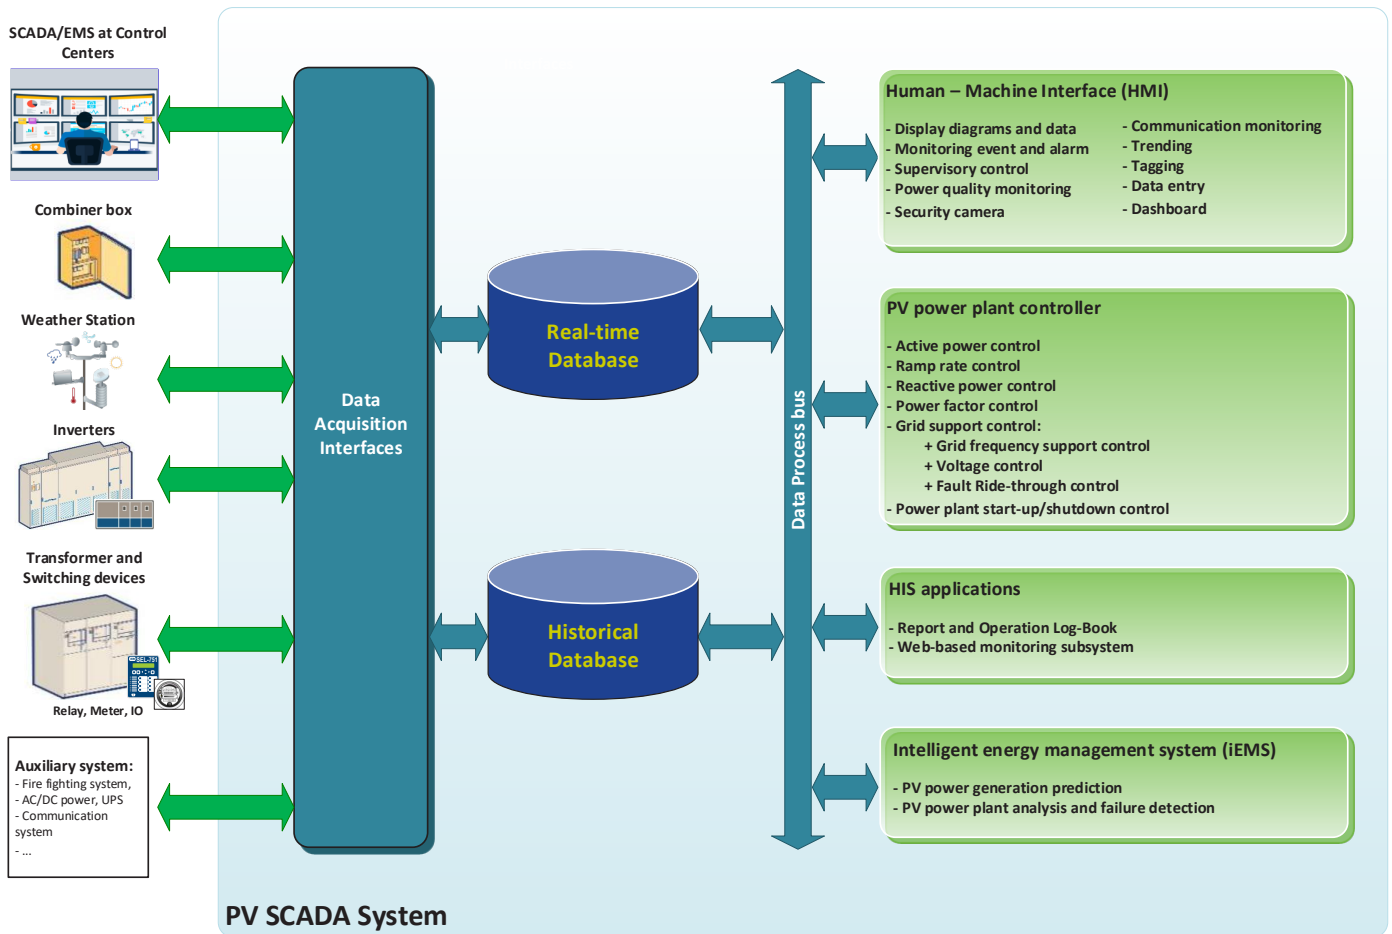 SCADA/EMS at Control
Centers
Combiner box
Weather Station
Inverters
Transformer and
Switching devices
SEL-751
Relay, Meter, IO
Auxiliary system:
- Fire fighting system,
- AC/DC power, UPS
- Communication
system
- ...
Data
Acquisition
Interfaces
Real-time
Database
Historical
Database
Data Process bus
Human – Machine Interface (HMI)
- Display diagrams and data
- Monitoring event and alarm
- Supervisory control
- Power quality monitoring
- Security camera
- Communication monitoring
- Trending
- Tagging
- Data entry
- Dashboard
PV power plant controller
- Active power control
- Ramp rate control
- Reactive power control
- Power factor control
- Grid support control:
+ Grid frequency support control
+ Voltage control
+ Fault Ride-through control
- Power plant start-up/shutdown control
HIS applications
- Report and Operation Log-Book
- Web-based monitoring subsystem
Intelligent energy management system (iEMS)
- PV power generation prediction
- PV power plant analysis and failure detection
PV SCADA System